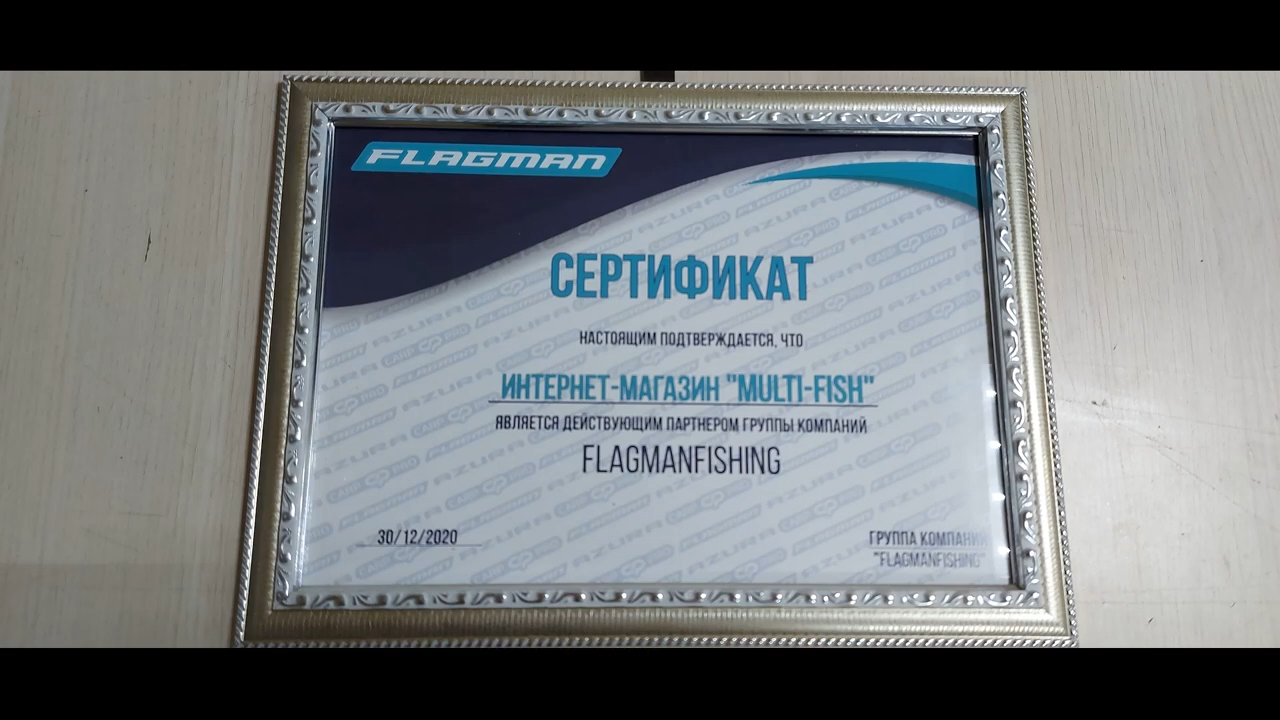 FLAGMAN
СЕРТИФИКАТ
НАСТОЯЩИМ ПОДТВЕРЖДАЕТСЯ, ЧТО
ИНТЕРНЕТ-МАГАЗИН "MULTI-FISH"
ЯВЛЯЕТСЯ ДЕЙСТВУЮЩИМ ПАРТНЕРОМ ГРУППЫ КОМПАНИЙ
FLAGMANFISHING
30/12/2020
ГРУППА КОМПАНИЙ
"FLAGMANFISHING"